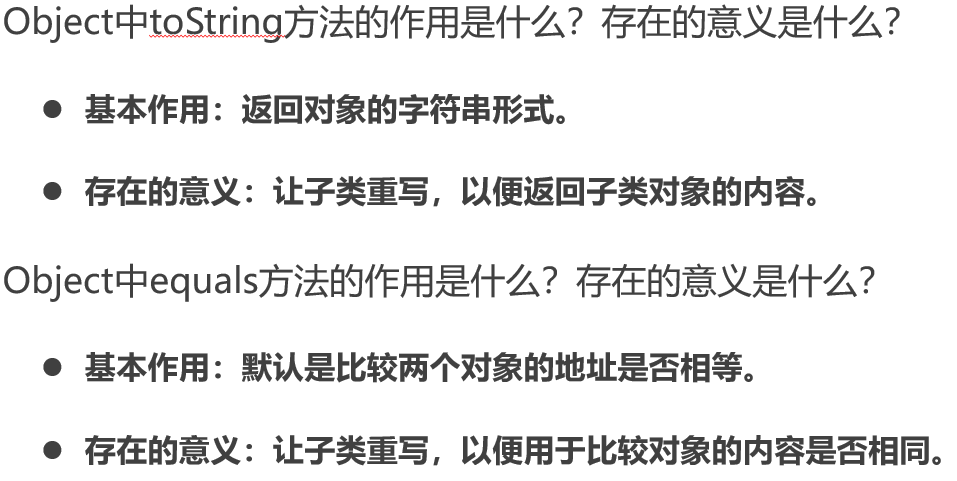 Object中toString方法的作用是什么？存在的意义是什么？
● 基本作用：返回对象的字符串形式。
● 存在的意义：让子类重写，以便返回子类对象的内容。
Object中equals方法的作用是什么？存在的意义是什么？
● 基本作用：默认是比较两个对象的地址是否相等。
● 存在的意义：让子类重写，以便用于比较对象的内容是否相同。